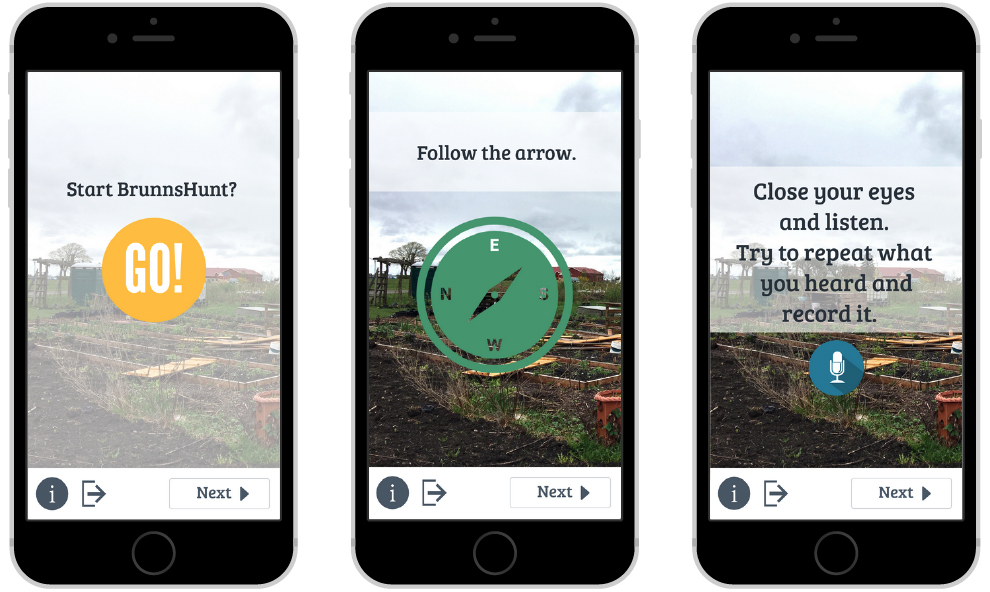 Start BrunnsHunt?
GO!
i
Next
Follow the arrow.
E
N S
W
i
Next
Close your eyes
and listen.
Try to repeat what
you heard and
record it.
i
Next